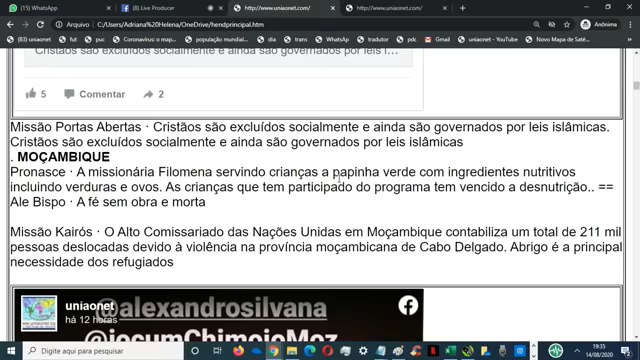 (15) WhatsApp
Live Producer
http://www.uniaonet.com/
http://www.uniaonet.com/
Arquivo | C:/Users/Adriana%20Helena/OneDrive/hendprincipal.htm
Anônima
uniaonet
fut
puc
Coronavírus: o map...
população mundial...
dia
trans
WhatsAp
tradutor
pdc
Gmail
uniaonet - YouTube
Novo Mapa de Saté...
Cristãos são excluídos socialmente e ainda são governados por leis i...
5
Comentar
2
Missão Portas Abertas · Cristãos são excluídos socialmente e ainda são governados por leis islâmicas.
Cristãos são excluídos socialmente e ainda são governados por leis islâmicas
. MOÇAMBIQUE
Pronasce · A missionária Filomena servindo crianças a papinha verde com ingredientes nutritivos
incluindo verduras e ovos. As crianças que tem participado do programa tem vencido a desnutrição.. ==
Ale Bispo · A fé sem obra e morta
Missão Kairós · O Alto Comissariado das Nações Unidas em Moçambique contabiliza um total de 211 mil
pessoas deslocadas devido à violência na província moçambicana de Cabo Delgado. Abrigo é a principal
necessidade dos refugiados
@alexandrosilvana
uniaonet
há 12 horas
@jocumChimoioMoz
Digite aqui para pesquisar
19:35
14/08/2020